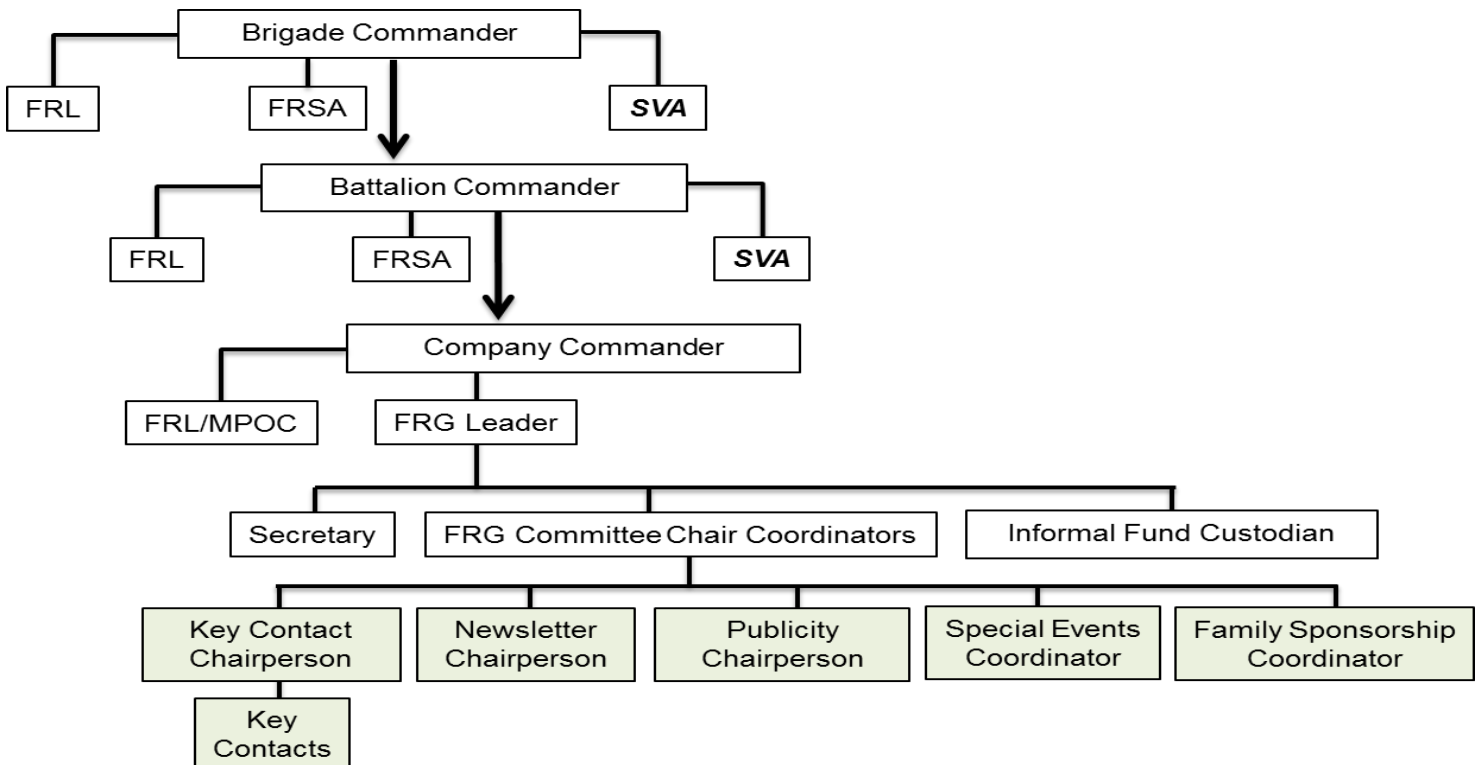 Brigade Commander
FRL
FRSA
SVA
Battalion Commander
FRL
FRSA
SVA
Company Commander
FRL/MPOC
FRG Leader
Secretary
FRG Committee Chair Coordinators
Informal Fund Custodian
Key Contact
Chairperson
Newsletter
Chairperson
Publicity
Chairperson
Special Events
Coordinator
Family Sponsorship
Coordinator
Key
Contacts